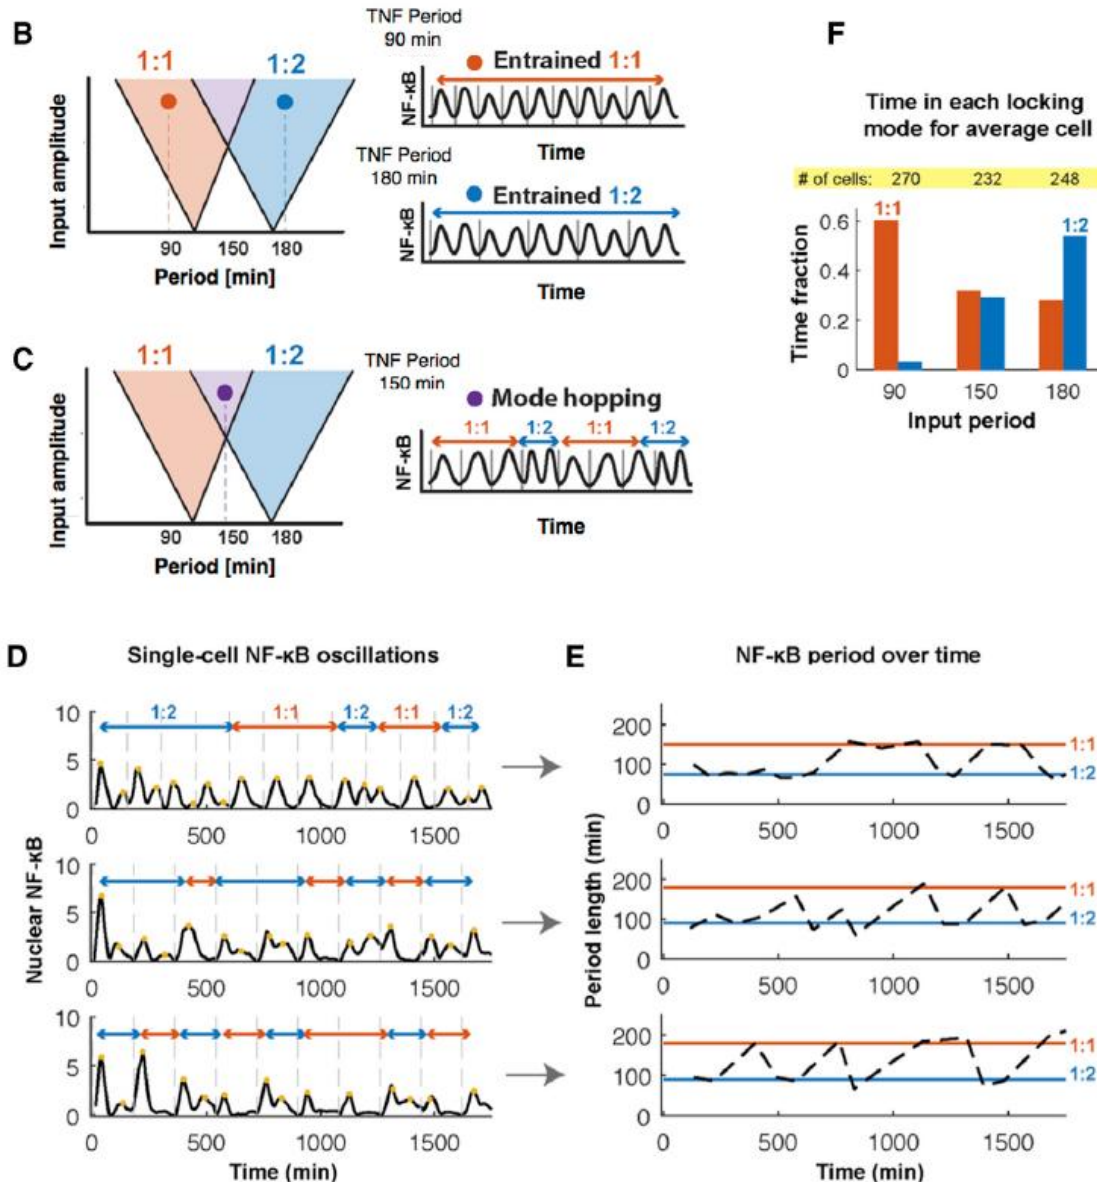 B
1:1
1:2
Input amplitude
90
150
180
Period [min]
TNF Period
90 min
Entrained 1:1
NF-κB
Time
TNF Period
180 min
Entrained 1:2
NF-κB
Time
C
1:1
1:2
Input amplitude
90
150
180
Period [min]
TNF Period
150 min
Mode hopping
1:1
1:2
1:1
1:2
NF-κB
Time
F
Time in each locking
mode for average cell
# of cells: 270 232 248
1:1
1:2
0.6
0.4
0.2
0
Time fraction
90
150
180
Input period
D
Single-cell NF-κB oscillations
10
5
0
1:2
1:1
1:2
1:1
1:2
0
500
1000
1500
10
5
0
0
500
1000
1500
10
5
0
0
500
1000
1500
Nuclear NF-κB
Time (min)
E
NF-κB period over time
200
100
0
1:1
1:2
0
500
1000
1500
200
100
0
1:1
1:2
0
500
1000
1500
200
100
0
1:1
1:2
0
500
1000
1500
Period length (min)
Time (min)